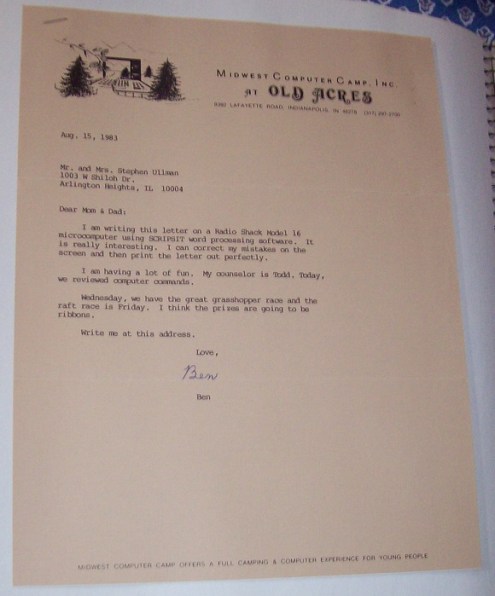 MIDWEST COMPUTER CAMP, INC.
AT OLD ACRES
LAFAYETTE ROAD, INDIANAPOLIS, IN 46278
Aug. 15, 1983
Mr. and Mrs. Stephen Ullman
1003 W Shiloh Dr.
Arlington Heights, IL 10004
Dear Mom & Dad:
I am writing this letter on a Radio Shack Model 16
microcomputer using SCRIPSIT word processing software. It
is really interesting. I can correct my mistakes on the
screen and then print the letter out perfectly.
I am having a lot of fun. My counselor is Todd. Today,
we reviewed computer commands.
Wednesday, we have the great grasshopper race and the
raft race is Friday. I think the prizes are going to be
ribbons.
Write me at this address.
Love,
Ben
Ben
MIDWEST COMPUTER CAMP OFFERS A FULL CAMPING & COMPUTER EXPERIENCE FOR YOUNG PEOPLE